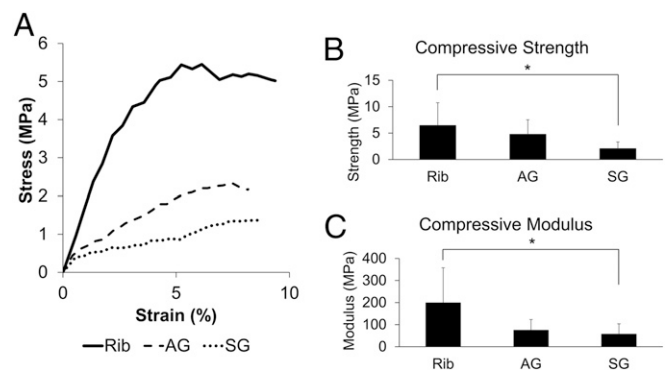 A
6
5
4
3
2
1
0
Stress (MPa)
0 5 10
Strain (%)
Rib AG SG
B
Compressive Strength
*
15
10
5
0
Strength (MPa)
Rib AG SG
C
Compressive Modulus
*
400
300
200
100
0
Modulus (MPa)
Rib AG SG